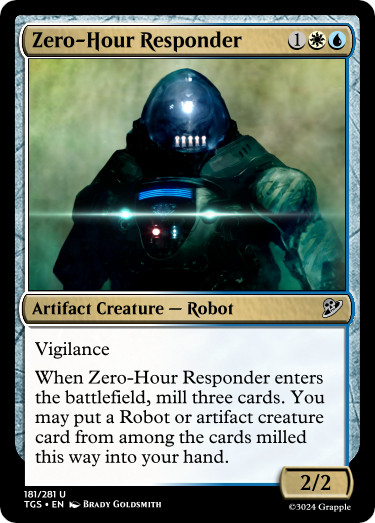 Zero-Hour Responder 1
Artifact Creature — Robot
Vigilance
When Zero-Hour Responder enters
the battlefield, mill three cards. You
may put a Robot or artifact creature
card from among the cards milled
this way into your hand.
2/2
181/281 U
TGS • EN Brady Goldsmith
©3024 Grapple